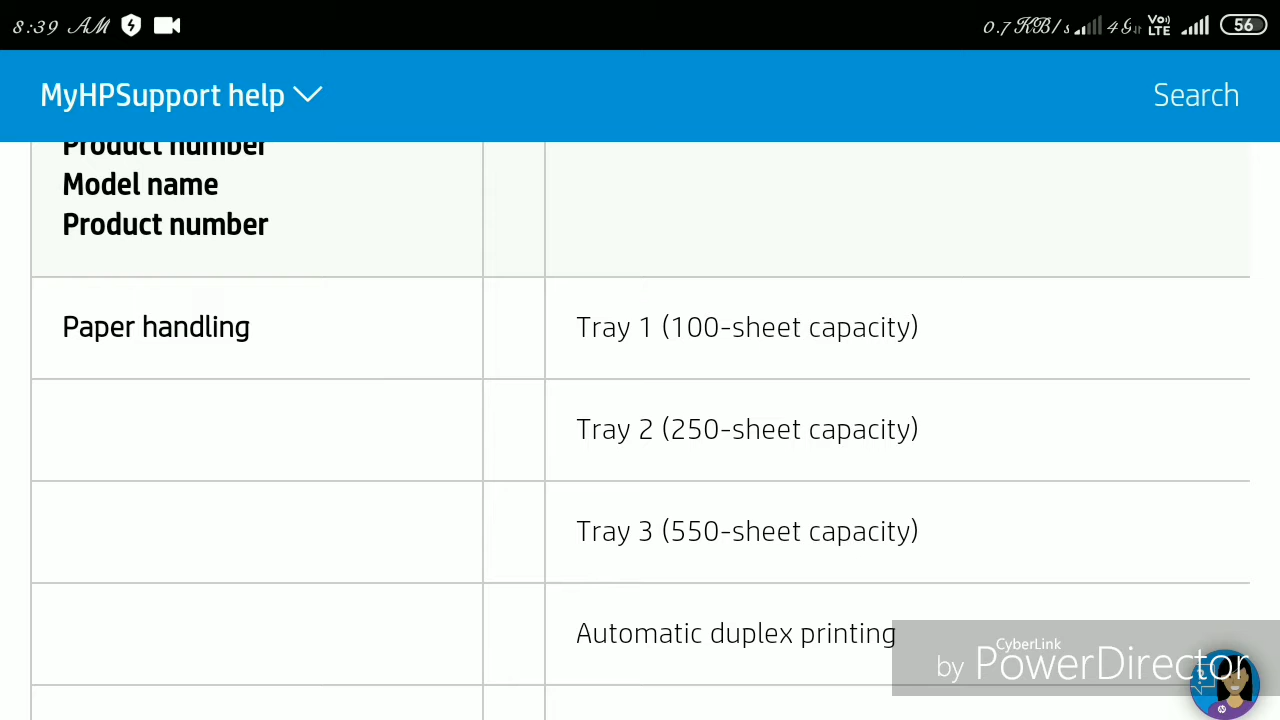 8:39 AM
0.7 KB/s 4G Vo) LTE 56
MyHPSupport help
Search
Product number
Model name
Product number
Paper handling
Tray 1 (100-sheet capacity)
Tray 2 (250-sheet capacity)
Tray 3 (550-sheet capacity)
Automatic duplex printing
CyberLink
by PowerDirector